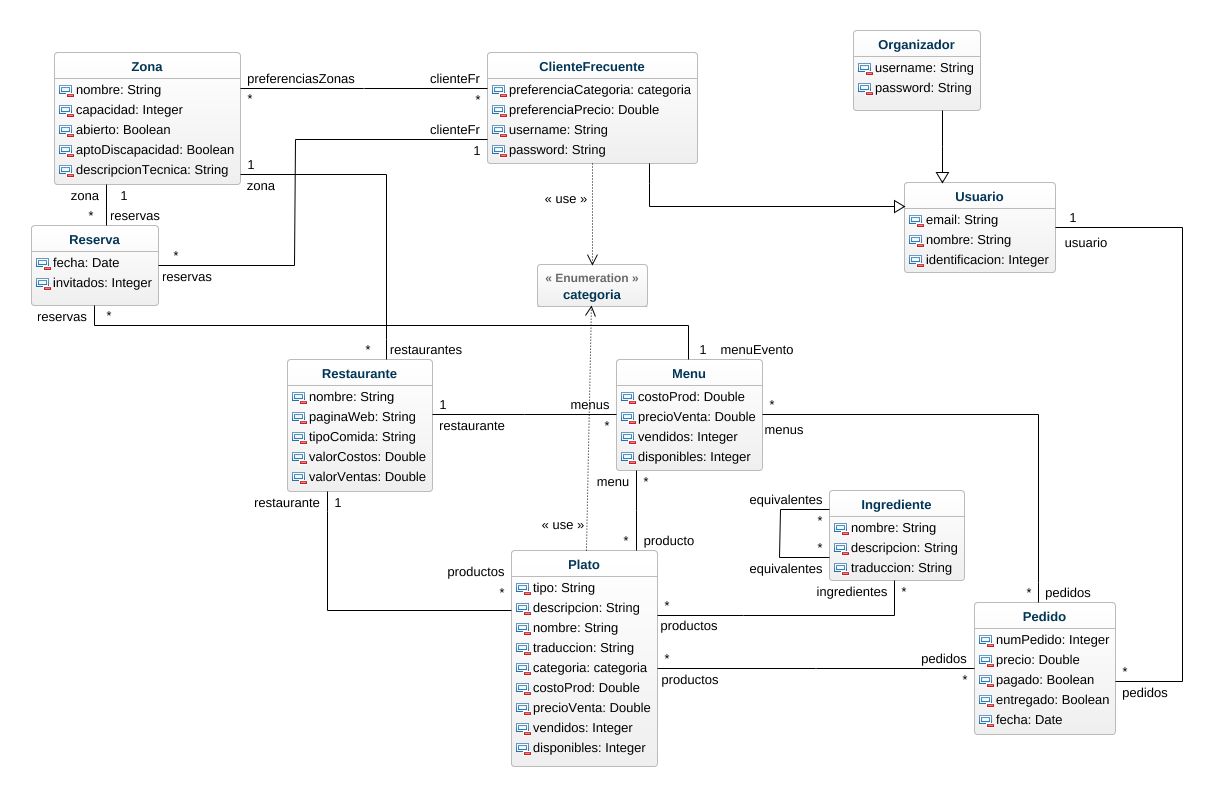 Organizador
username: String
password: String
Zona
nombre: String
capacidad: Integer
abierto: Boolean
aptoDiscapacidad: Boolean
descripcionTecnica: String
preferenciasZonas
*
clienteFr
*
ClienteFrecuente
preferenciaCategoria: categoria
preferenciaPrecio: Double
username: String
password: String
clienteFr
1
1
zona
zona
1
*
reservas
« use »
Usuario
email: String
nombre: String
identificacion: Integer
1
usuario
Reserva
fecha: Date
invitados: Integer
*
reservas
« Enumeration »
categoria
reservas
*
*
restaurantes
1
menuEvento
Restaurante
nombre: String
paginaWeb: String
tipoComida: String
valorCostos: Double
valorVentas: Double
1
restaurante
menus
*
Menu
costoProd: Double
precioVenta: Double
vendidos: Integer
disponibles: Integer
*
menus
restaurante
1
menu
*
« use »
*
producto
equivalentes
*
*
equivalentes
Ingrediente
nombre: String
descripcion: String
traduccion: String
ingredientes
*
productos
*
Plato
tipo: String
descripcion: String
nombre: String
traduccion: String
categoria: categoria
costoProd: Double
precioVenta: Double
vendidos: Integer
disponibles: Integer
*
productos
*
productos
pedidos
*
*
pedidos
Pedido
numPedido: Integer
precio: Double
pagado: Boolean
entregado: Boolean
fecha: Date
*
pedidos